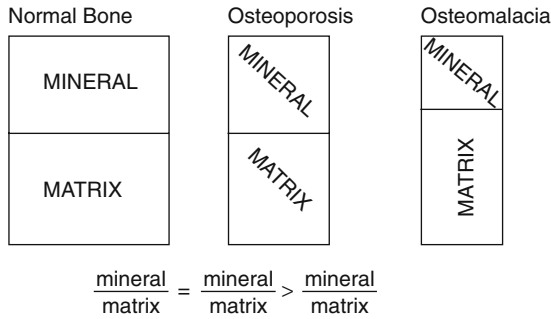 Normal Bone
Osteoporosis
Osteomalacia
MINERAL
MATRIX
MINERAL
MATRIX
MINERAL
MATRIX
mineral/matrix = mineral/matrix > mineral/matrix